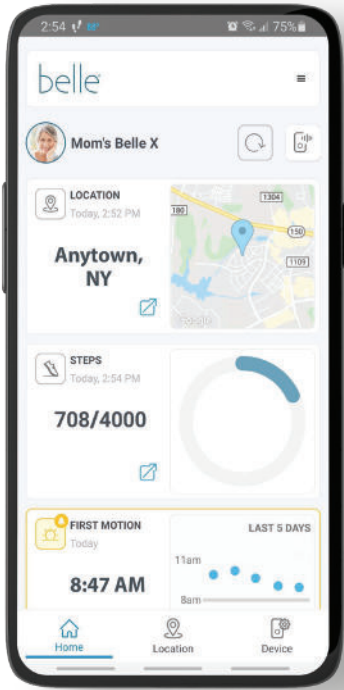 2:54
75%
belle
Mom's Belle X
LOCATION
Today, 2:52 PM
Anytown,
NY
1304
180
150
1109
Google
STEPS
Today, 2:54 PM
708/4000
FIRST MOTION
Today
8:47 AM
LAST 5 DAYS
11am
8am
Home
Location
Device